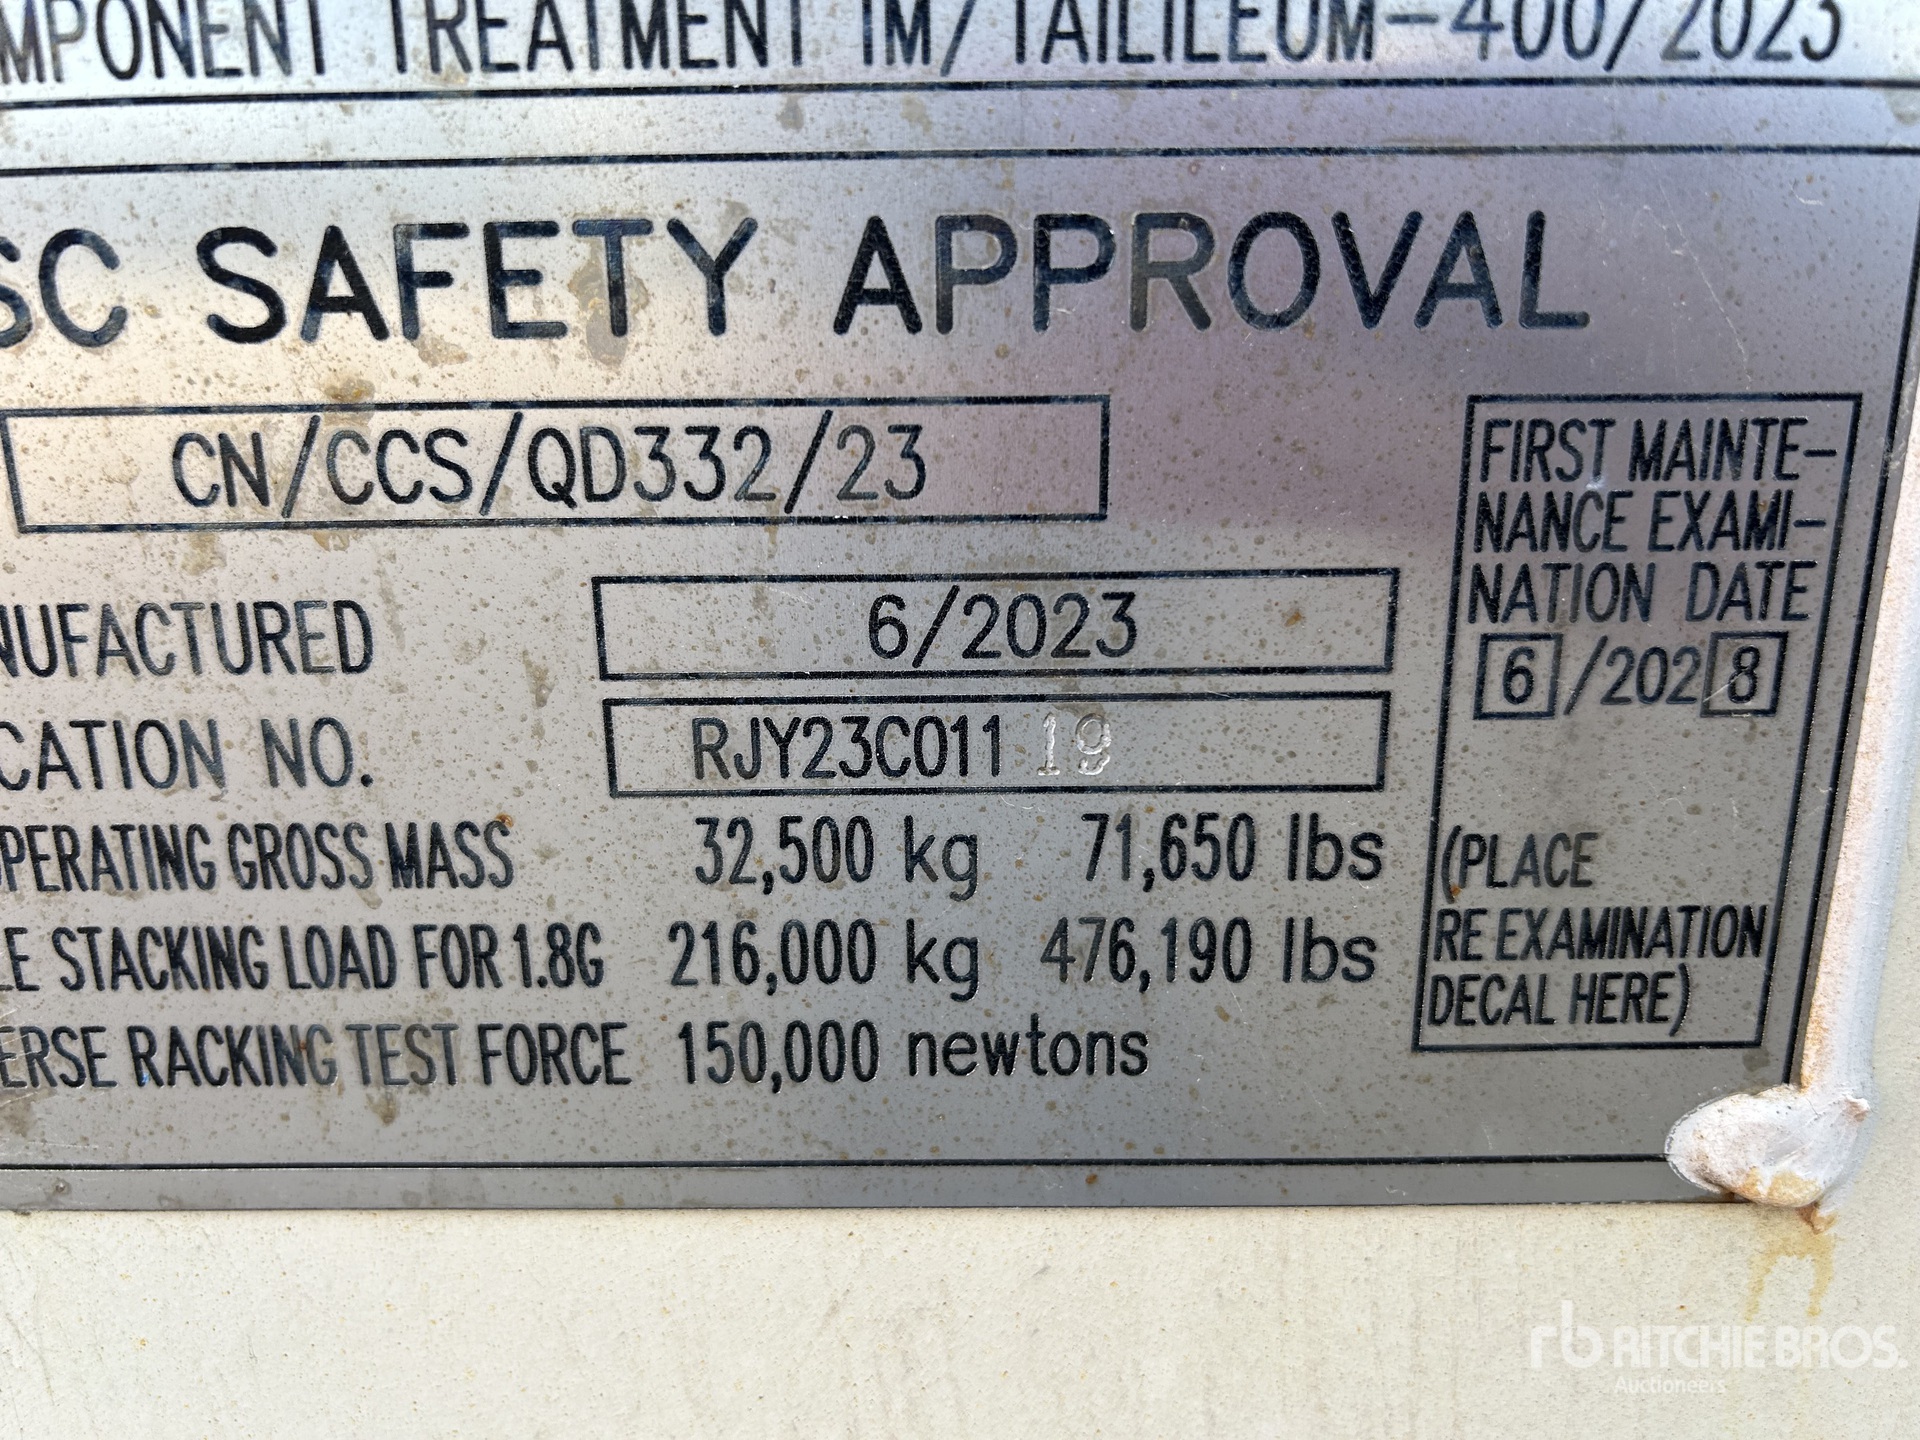 MPONENT TREATMENT IM/TAILILEUM-400/2023
SC SAFETY APPROVAL
CN/CCS/QD332/23
NUFACTURED 6/2023
CATION NO. RJY23C011 19
OPERATING GROSS MASS 32,500 kg 71,650 lbs
LE STACKING LOAD FOR 1.8G 216,000 kg 476,190 lbs
ERSE RACKING TEST FORCE 150,000 newtons
FIRST MAINTE-
NANCE EXAMI-
NATION DATE
6/2028
(PLACE
RE EXAMINATION
DECAL HERE)
rb RITCHIE BROS.
Auctioneers